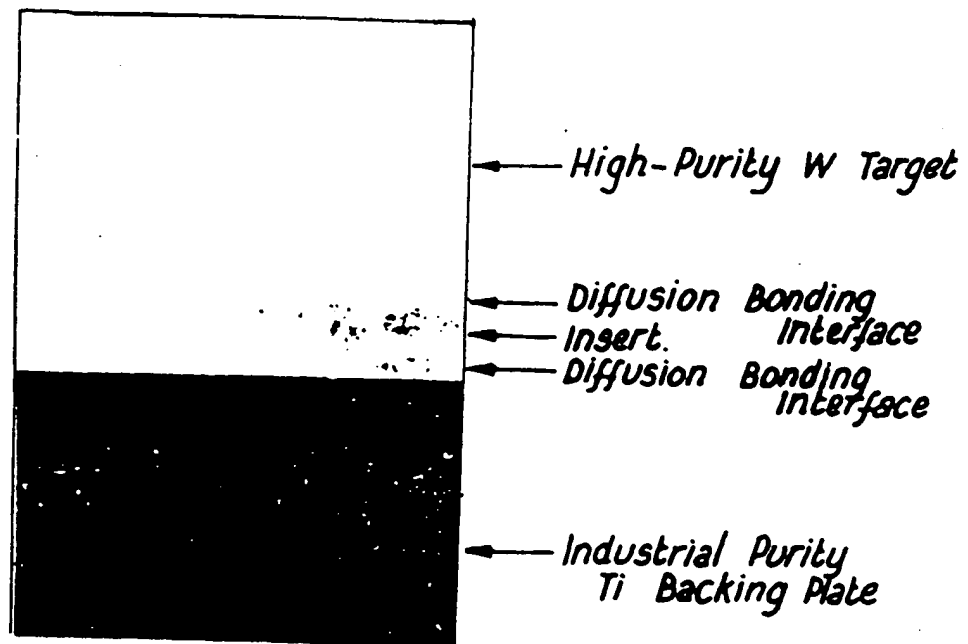 High-Purity W Target
Diffusion Bonding
Interface
Insert.
Diffusion Bonding
Interface
Industrial Purity
Ti Backing Plate